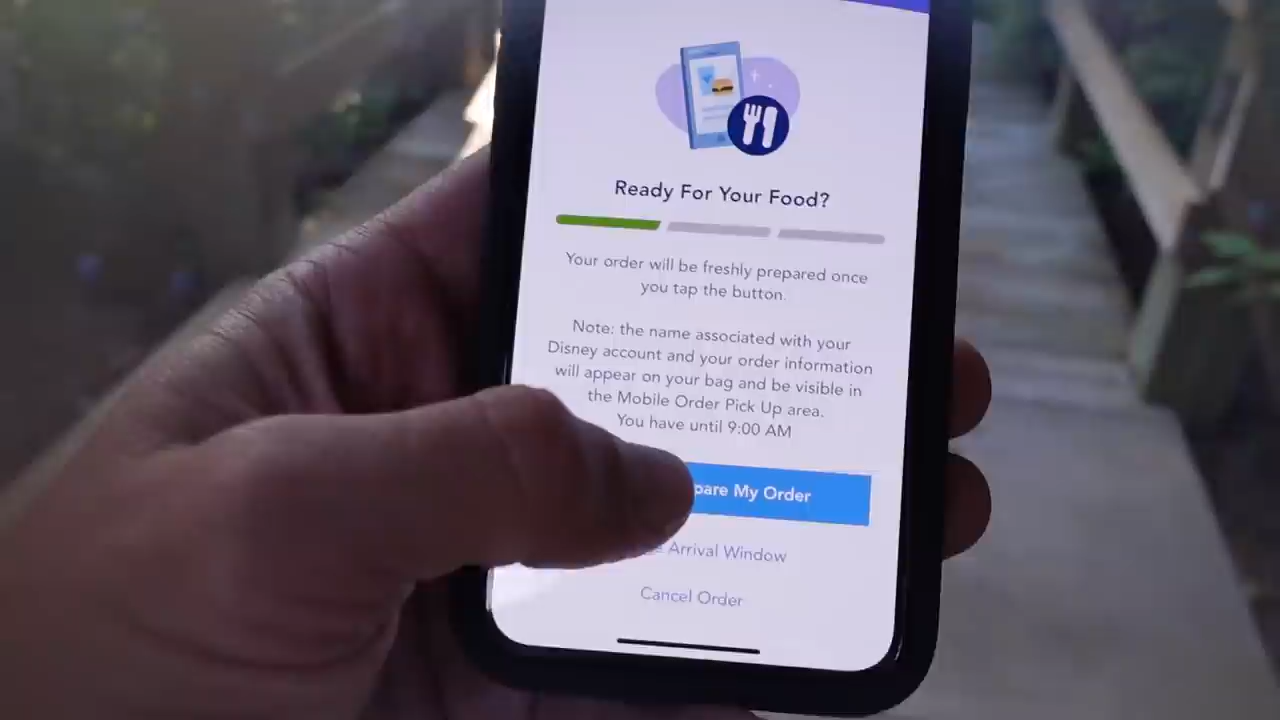 Ready For Your Food?
Your order will be freshly prepared once
you tap the button.
Note: the name associated with your
Disney account and your order information
will appear on your bag and be visible in
the Mobile Order Pick Up area.
You have until 9:00 AM
My Order
Arrival Window
Cancel Order